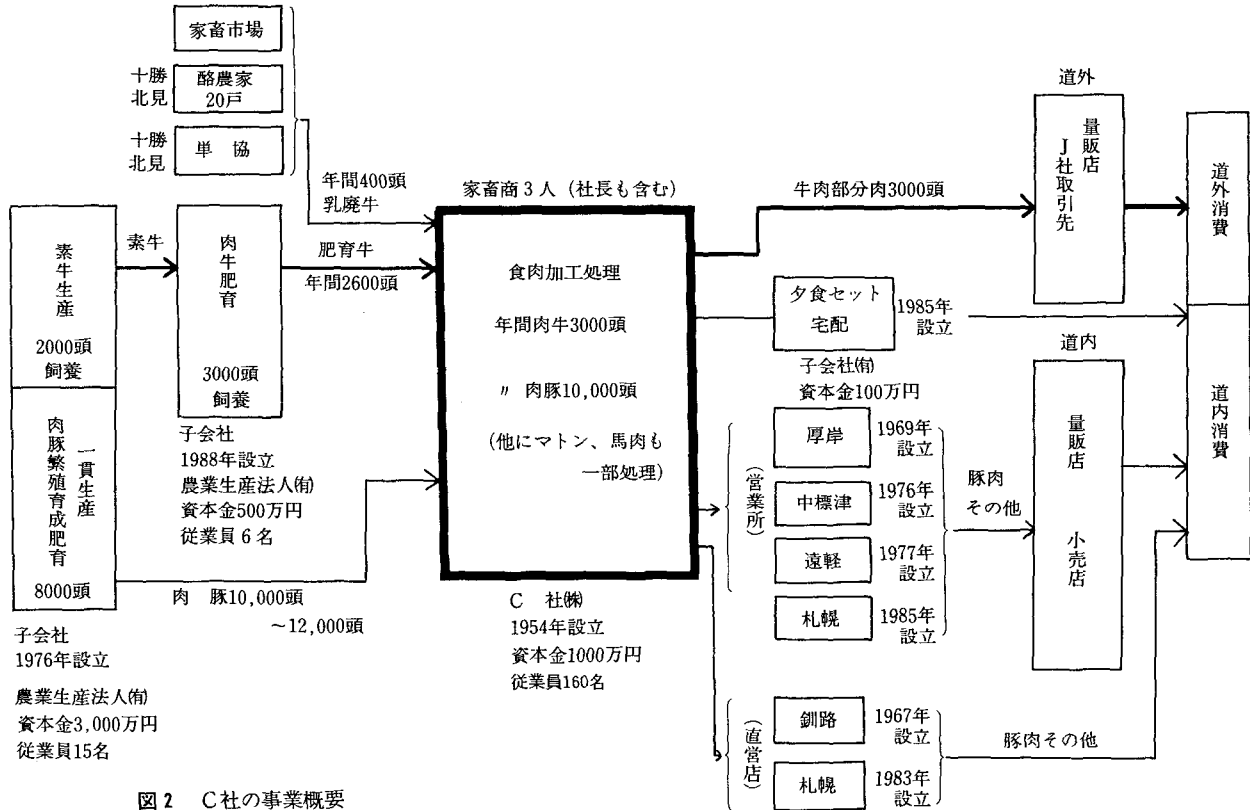 家畜市場
十勝
北見
酪農家
20戸
十勝
北見
単協
年間400頭
乳廃牛
素牛生産
2000頭
飼養
素牛
肉牛肥育
3000頭
飼養
肥育牛
年間2600頭
子会社
1988年設立
農業生産法人㈲
資本金500万円
従業員6名
一貫生産
肉豚繁殖育成肥育
8000頭
肉 豚10,000頭
～12,000頭
子会社
1976年設立
農業生産法人㈲
資本金3,000万円
従業員15名
家畜商3人（社長も含む）
食肉加工処理
年間肉牛3000頭
〃 肉豚10,000頭
(他にマトン、馬肉も
一部処理)
C 社㈱
1954年設立
資本金1000万円
従業員160名
牛肉部分肉3000頭
道外
量販店
J社取引先
道外消費
夕食セット
宅配
1985年
設立
子会社㈲
資本金100万円
(営業所)
厚岸
1969年
設立
中標津
1976年
設立
遠軽
1977年
設立
札幌
1985年
設立
豚肉
その他
道内
量販店
小売店
道内消費
(直営店)
釧路
1967年
設立
札幌
1983年
設立
豚肉その他
図2 C社の事業概要